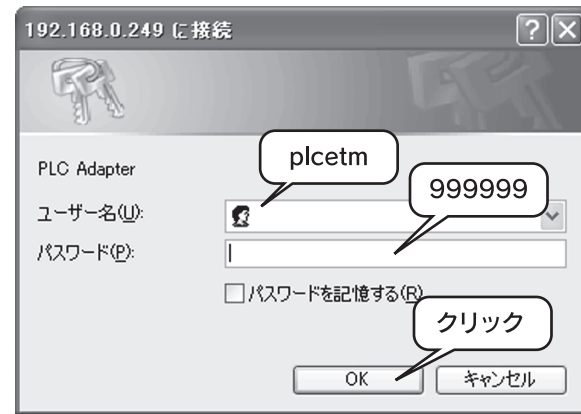 192.168.0.249 に接続
PLC Adapter
plcetm
ユーザー名(U):
999999
パスワード(P):
パスワードを記憶する(R)
クリック
OK
キャンセル